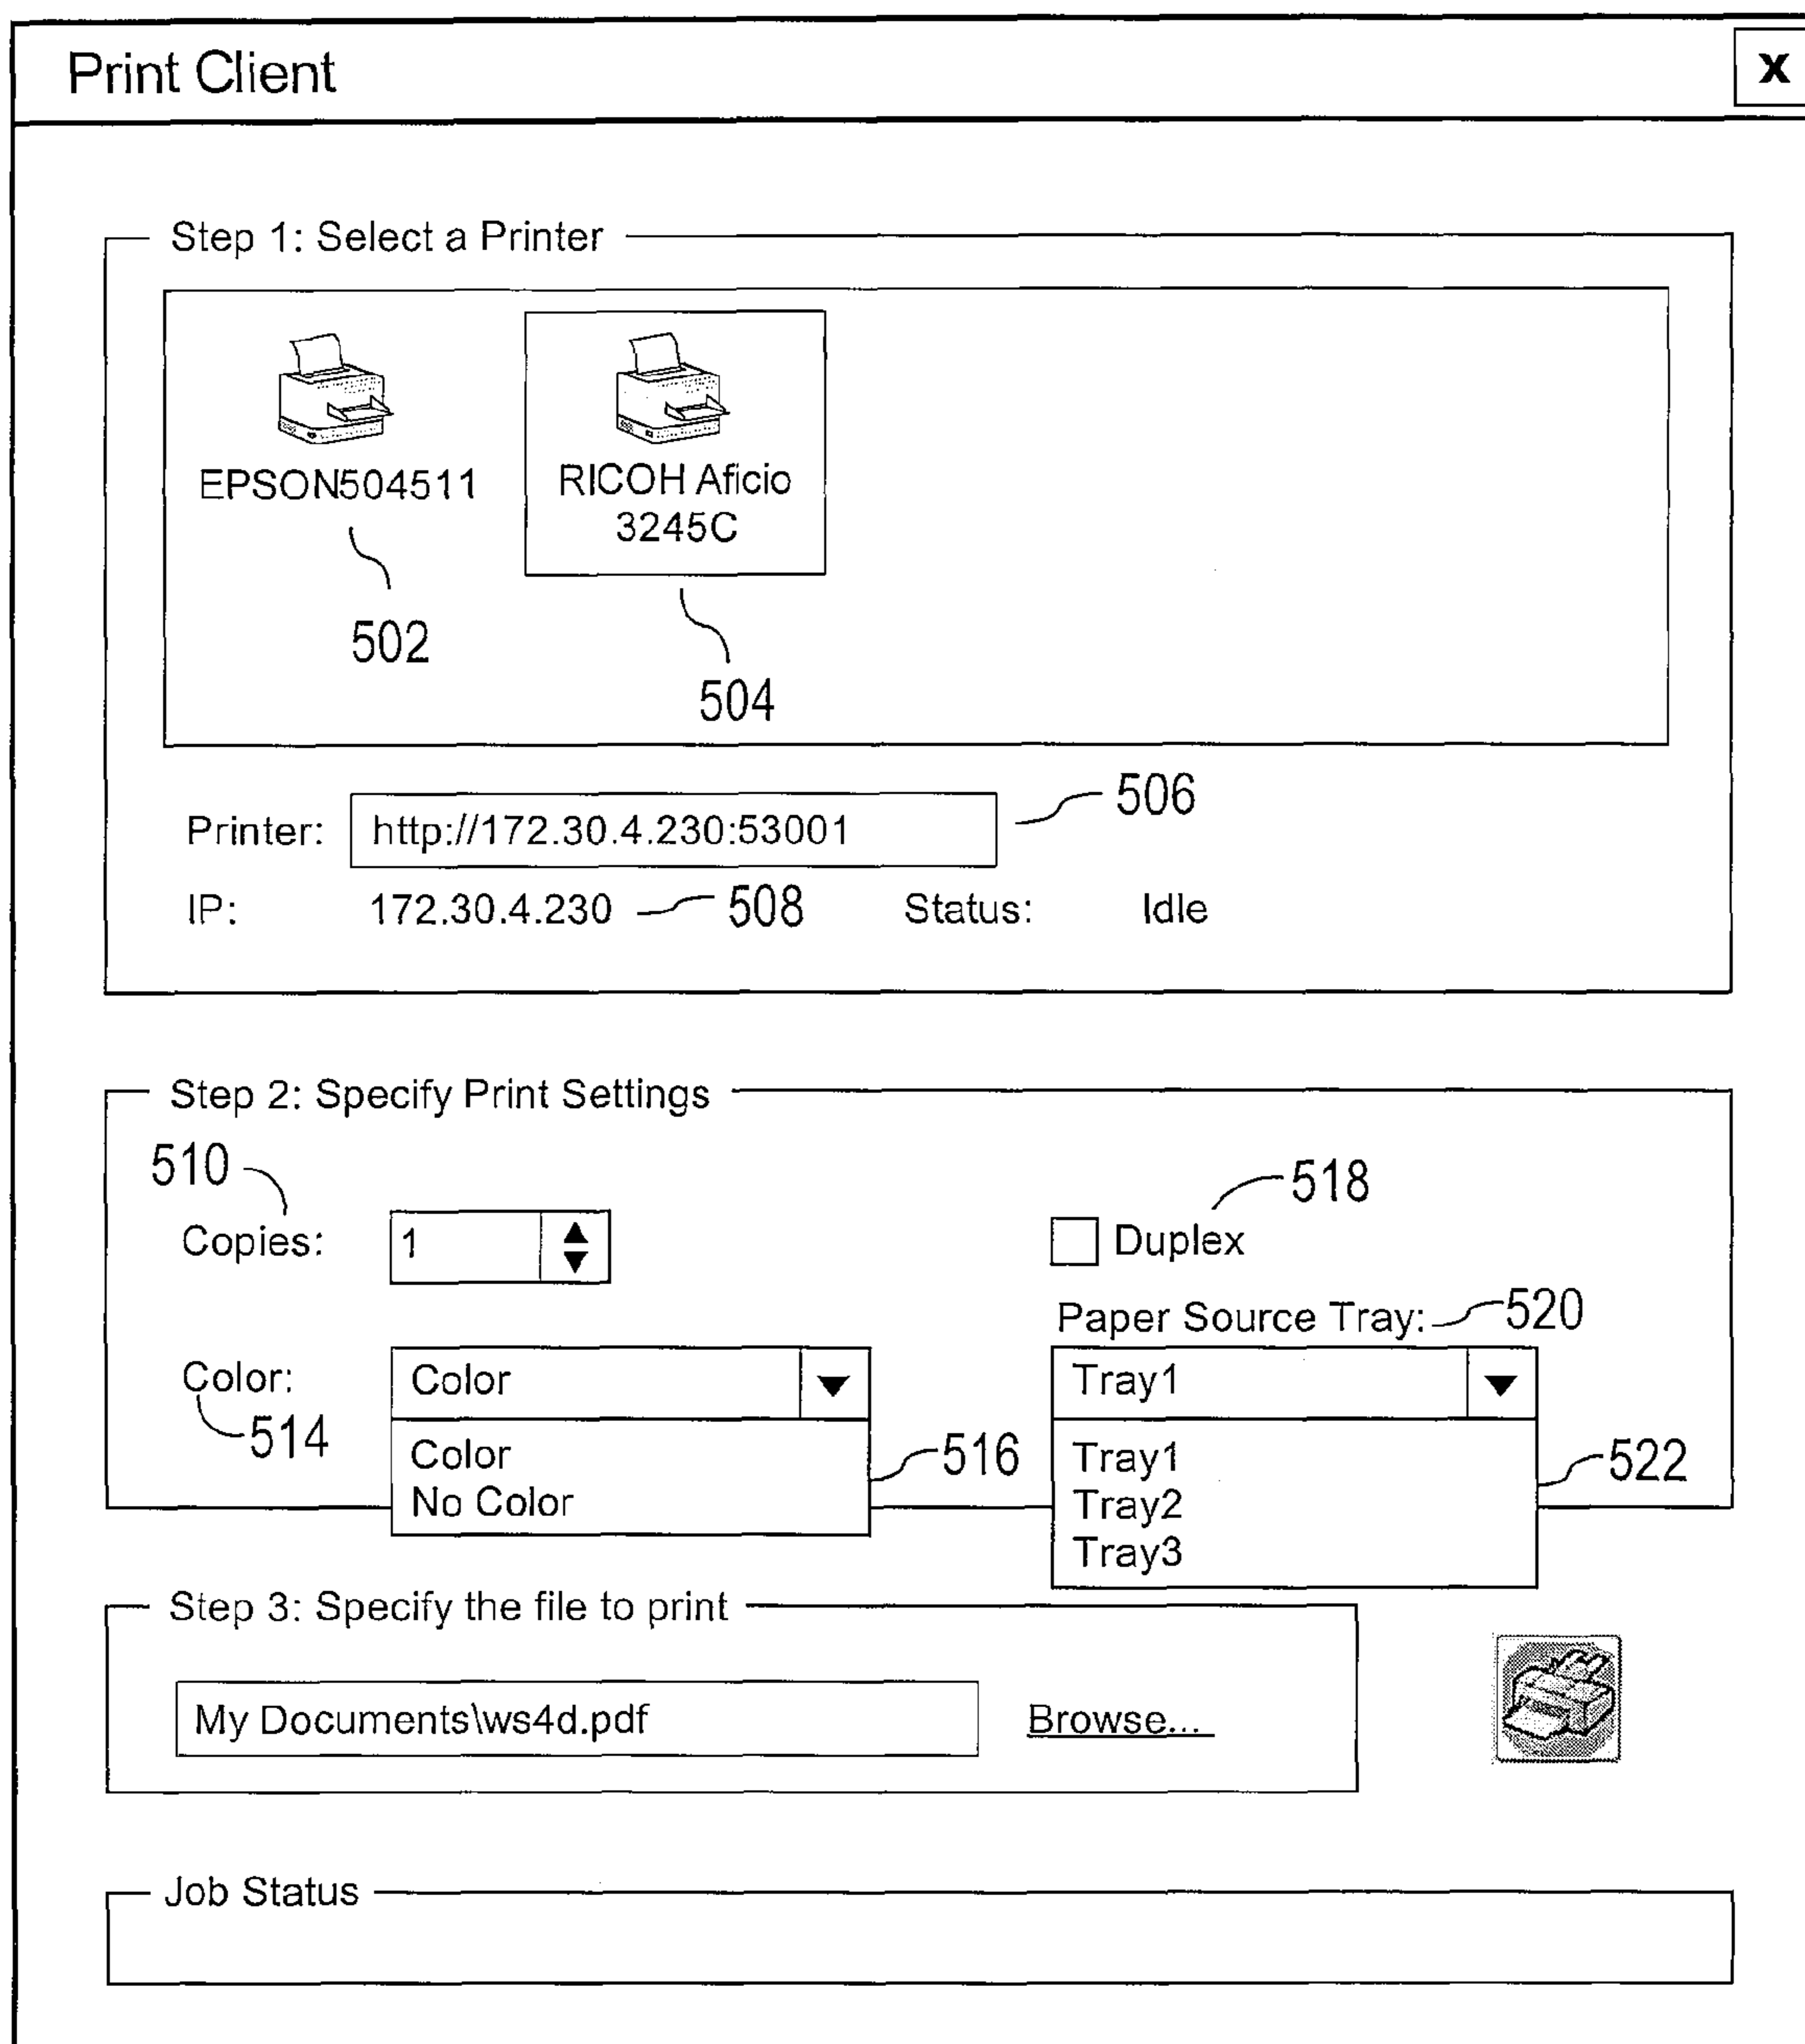 Print Client
X
Step 1: Select a Printer
EPSON504511
RICOH Aficio
3245C
502
504
Printer: http://172.30.4.230:53001 506
IP: 172.30.4.230 508 Status: Idle
Step 2: Specify Print Settings
510
518
Copies: 1 Duplex
Paper Source Tray: 520
Color: Color Tray1
514
Color
No Color
516
Tray1
Tray2
Tray3
522
Step 3: Specify the file to print
My Documents\ws4d.pdf Browse...
Job Status